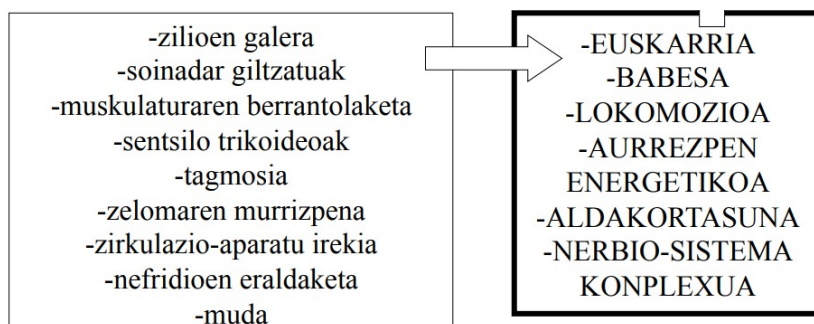 -zilioen galera
-soinadar giltzatuak
-muskulaturaren berrantolaketa
-sentsilo trikoideoak
-tagmosia
-zelomaren murrizpena
-zirkulazio-aparatu irekia
-nefridioen eraldaketa
-muda
-EUSKARRIA
-BABESA
-LOKOMOZIOA
-AURREZPEN
ENERGETIKOA
-ALDAKORTASUNA
-NERBIO-SISTEMA
KONPLEXUA